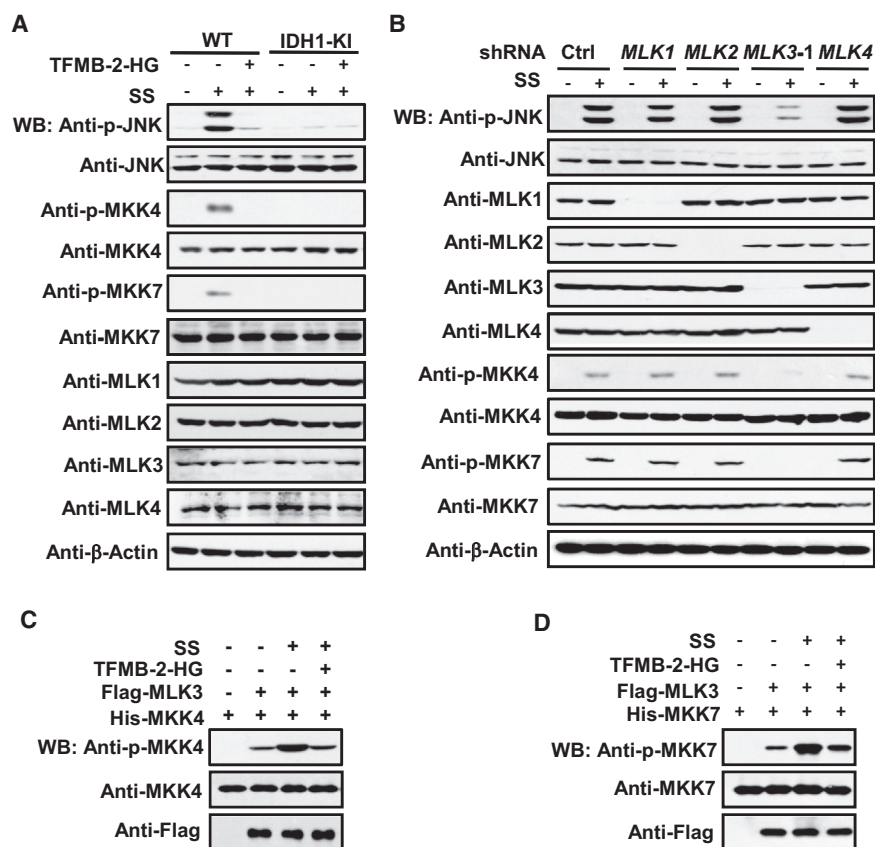 A
WT IDH1-KI
TFMB-2-HG - - + - - +
SS - + + - + +
WB: Anti-p-JNK
Anti-JNK
Anti-p-MKK4
Anti-MKK4
Anti-p-MKK7
Anti-MKK7
Anti-MLK1
Anti-MLK2
Anti-MLK3
Anti-MLK4
Anti-β-Actin
B
shRNA Ctrl MLK1 MLK2 MLK3-1 MLK4
SS - + - + - + - + - +
WB: Anti-p-JNK
Anti-JNK
Anti-MLK1
Anti-MLK2
Anti-MLK3
Anti-MLK4
Anti-p-MKK4
Anti-MKK4
Anti-p-MKK7
Anti-MKK7
Anti-β-Actin
C
SS - - + +
TFMB-2-HG - - - +
Flag-MLK3 - + + +
His-MKK4 + + + +
WB: Anti-p-MKK4
Anti-MKK4
Anti-Flag
D
SS - - + +
TFMB-2-HG - - - +
Flag-MLK3 - + + +
His-MKK7 + + + +
WB: Anti-p-MKK7
Anti-MKK7
Anti-Flag